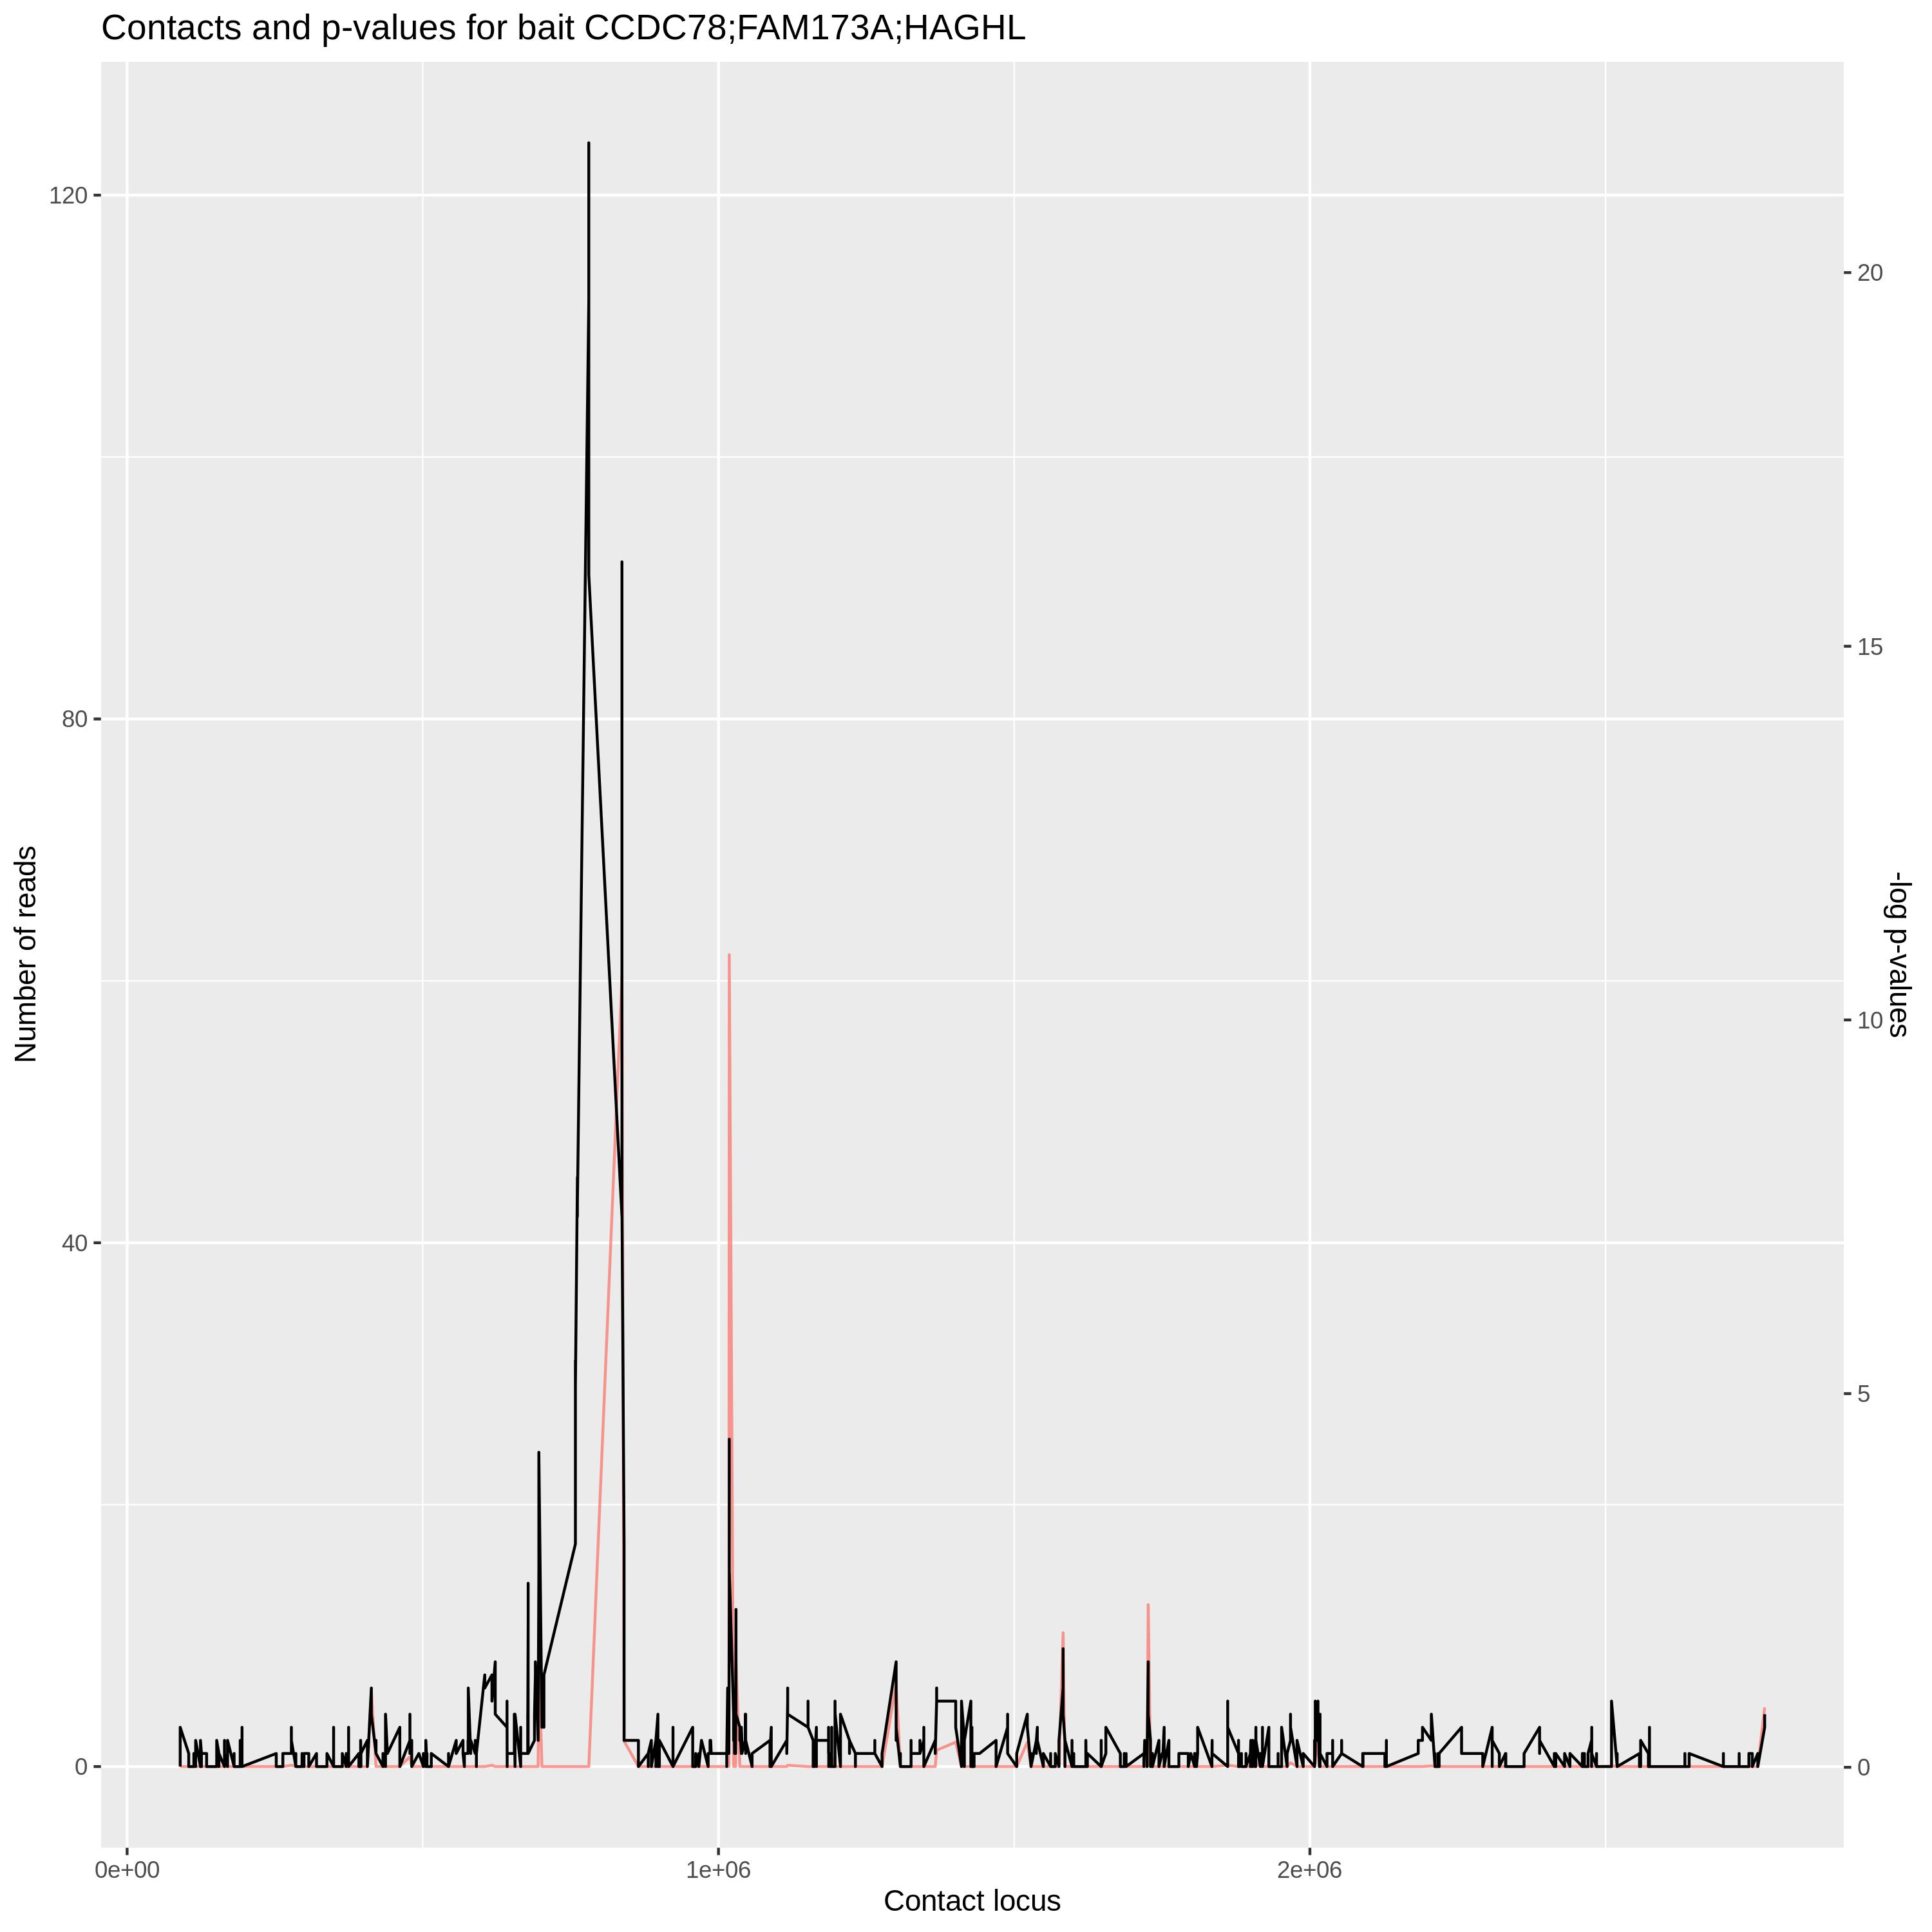 Contacts and p-values for bait CCDC78;FAM173A;HAGHL
120
80
40
0
Number of reads
20
15
10
5
0
-log p-values
0e+00
1e+06
2e+06
Contact locus